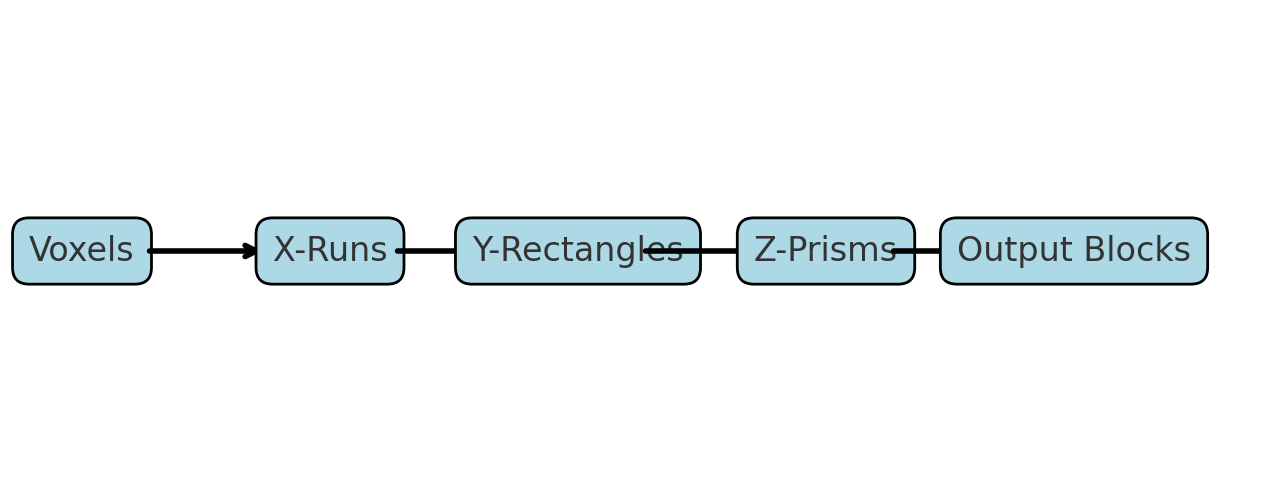 Voxels
X-Runs
Y-Rectangles
Z-Prisms
Output Blocks